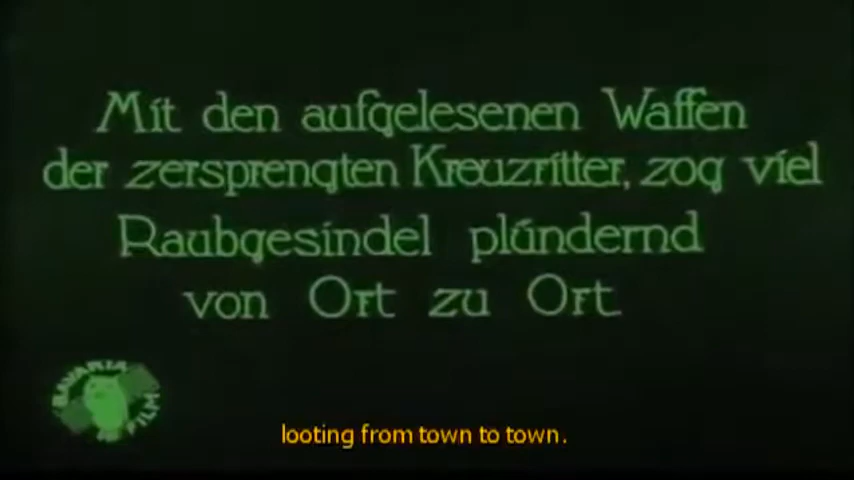 Mit den aufgelesenen Waffen
der zersprengten Kreuzritter, zog viel
Raubgesindel plündernd
von Ort zu Ort
BAVARIA
FILM
looting from town to town.